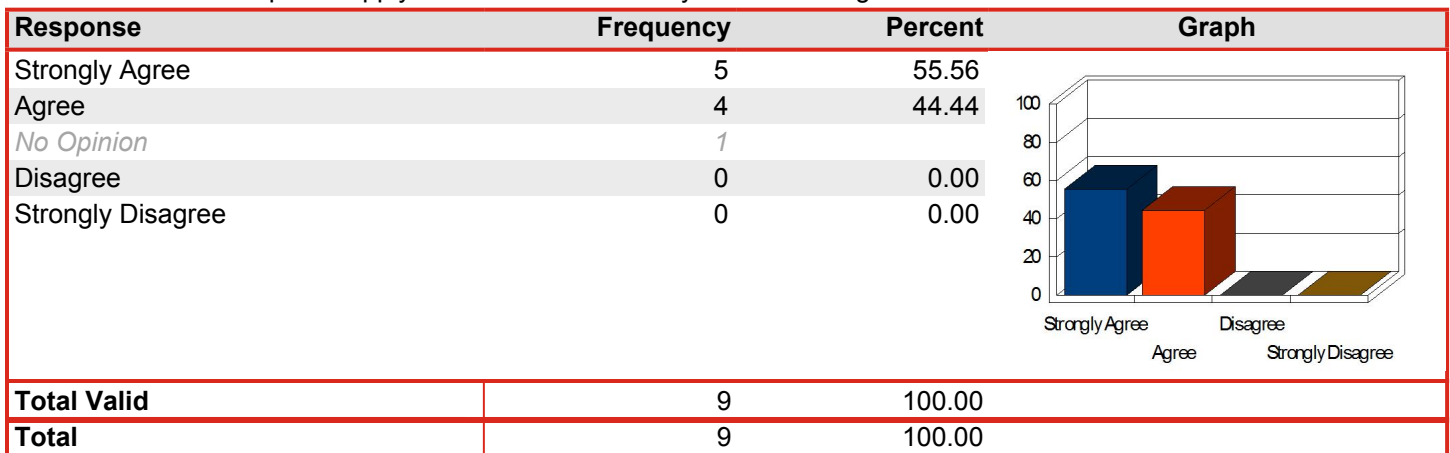 Response Frequency Percent Graph
Strongly Agree 5 55.56
Agree 4 44.44
No Opinion 1
Disagree 0 0.00
Strongly Disagree 0 0.00
100
80
60
40
20
0
Strongly Agree Disagree
Agree Strongly Disagree
Total Valid 9 100.00
Total 9 100.00